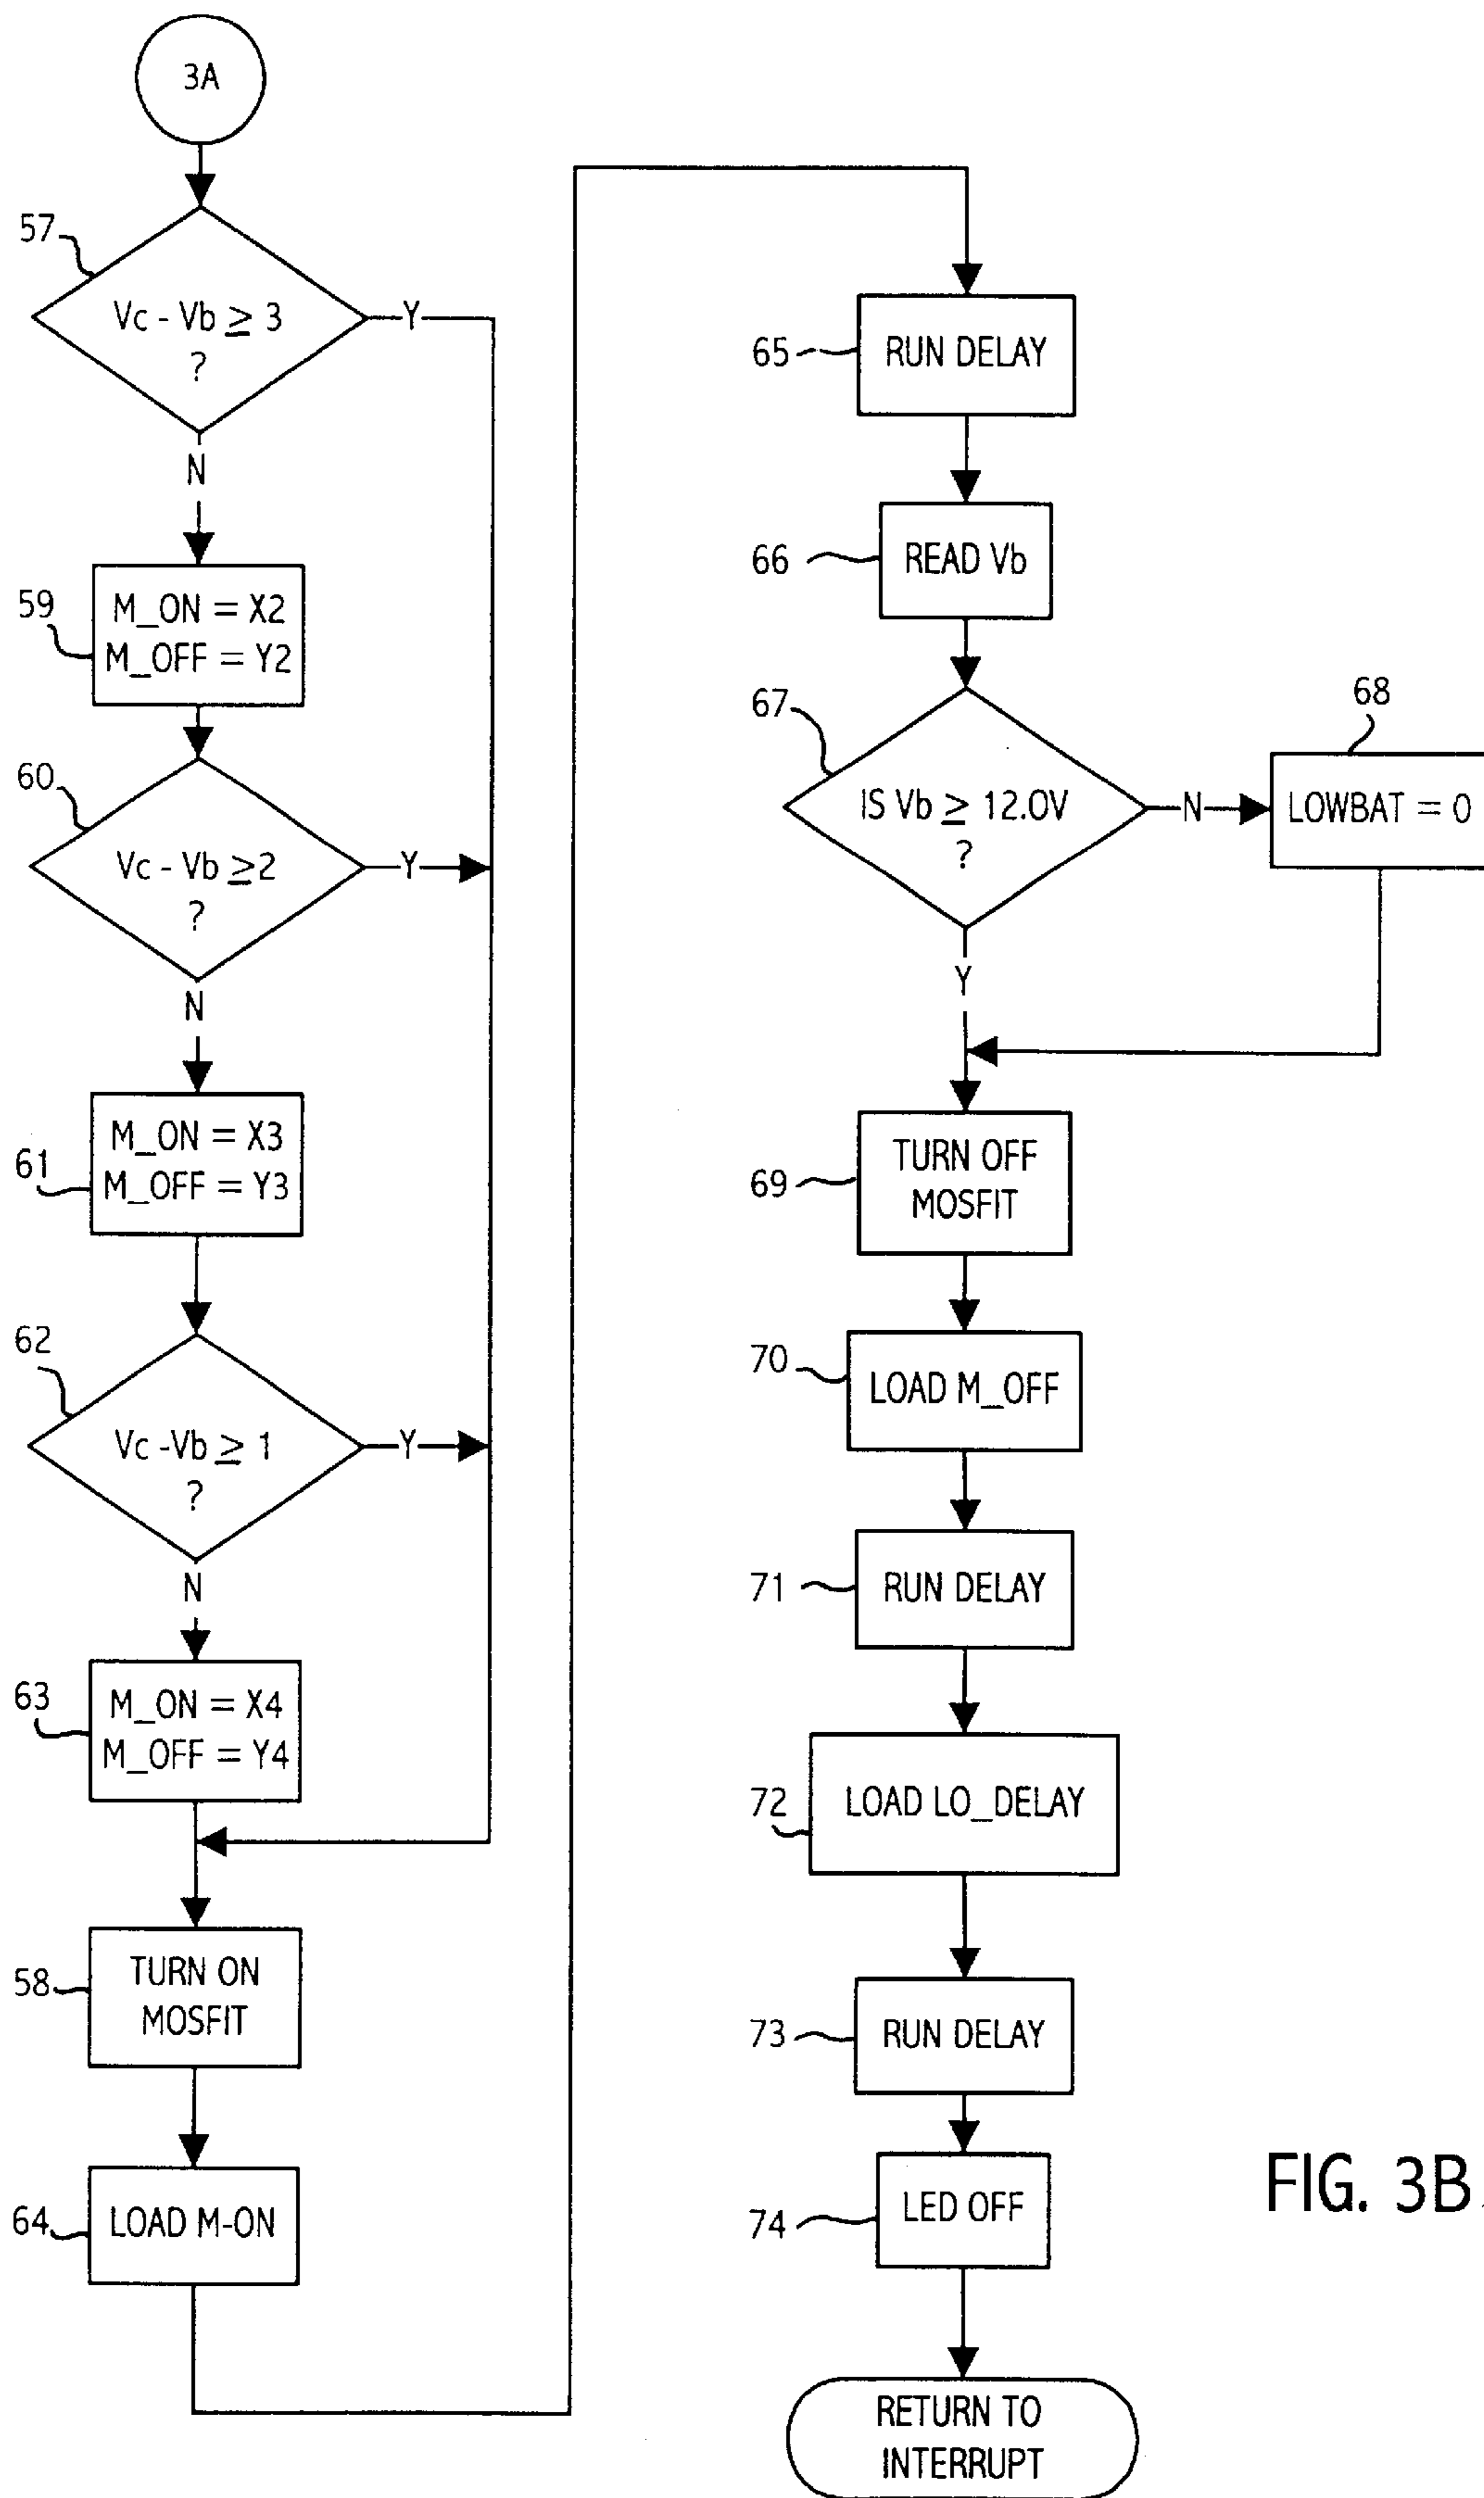 3A
57
Vc - Vb ≥ 3
?
Y
N
59
M_ON = X2
M_OFF = Y2
60
Vc - Vb ≥2
?
Y
N
61
M_ON = X3
M_OFF = Y3
62
Vc -Vb ≥ 1
?
Y
N
63
M_ON = X4
M_OFF = Y4
58
TURN ON
MOSFIT
64
LOAD M-ON
65
RUN DELAY
66
READ Vb
67
IS Vb ≥ 12.0V
?
N
68
LOWBAT = 0
Y
69
TURN OFF
MOSFIT
70
LOAD M_OFF
71
RUN DELAY
72
LOAD LO_DELAY
73
RUN DELAY
74
LED OFF
RETURN TO
INTERRUPT
FIG. 3B